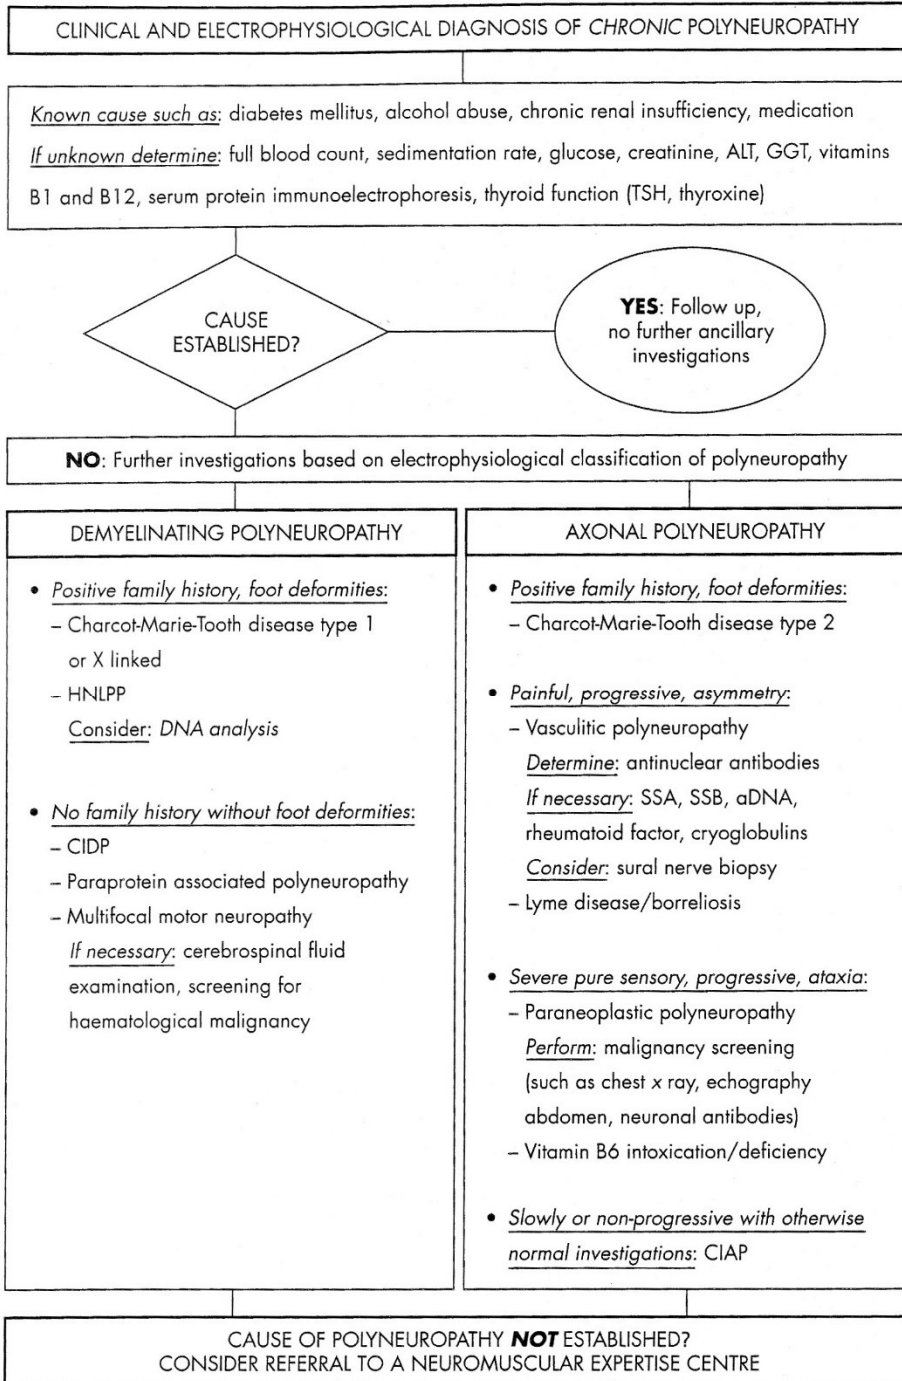 CLINICAL AND ELECTROPHYSIOLOGICAL DIAGNOSIS OF CHRONIC POLYNEUROPATHY
Known cause such as: diabetes mellitus, alcohol abuse, chronic renal insufficiency, medication
If unknown determine: full blood count, sedimentation rate, glucose, creatinine, ALT, GGT, vitamins
B1 and B12, serum protein immunoelectrophoresis, thyroid function (TSH, thyroxine)
CAUSE
ESTABLISHED?
YES: Follow up,
no further ancillary
investigations
NO: Further investigations based on electrophysiological classification of polyneuropathy
DEMYELINATING POLYNEUROPATHY
• Positive family history, foot deformities:
– Charcot-Marie-Tooth disease type 1
or X linked
– HNLPP
Consider: DNA analysis
• No family history without foot deformities:
– CIDP
– Paraprotein associated polyneuropathy
– Multifocal motor neuropathy
If necessary: cerebrospinal fluid
examination, screening for
haematological malignancy
AXONAL POLYNEUROPATHY
• Positive family history, foot deformities:
– Charcot-Marie-Tooth disease type 2
• Painful, progressive, asymmetry:
– Vasculitic polyneuropathy
Determine: antinuclear antibodies
If necessary: SSA, SSB, aDNA,
rheumatoid factor, cryoglobulins
Consider: sural nerve biopsy
– Lyme disease/borreliosis
• Severe pure sensory, progressive, ataxia:
– Paraneoplastic polyneuropathy
Perform: malignancy screening
(such as chest x ray, echography
abdomen, neuronal antibodies)
– Vitamin B6 intoxication/deficiency
• Slowly or non-progressive with otherwise
normal investigations: CIAP
CAUSE OF POLYNEUROPATHY NOT ESTABLISHED?
CONSIDER REFERRAL TO A NEUROMUSCULAR EXPERTISE CENTRE